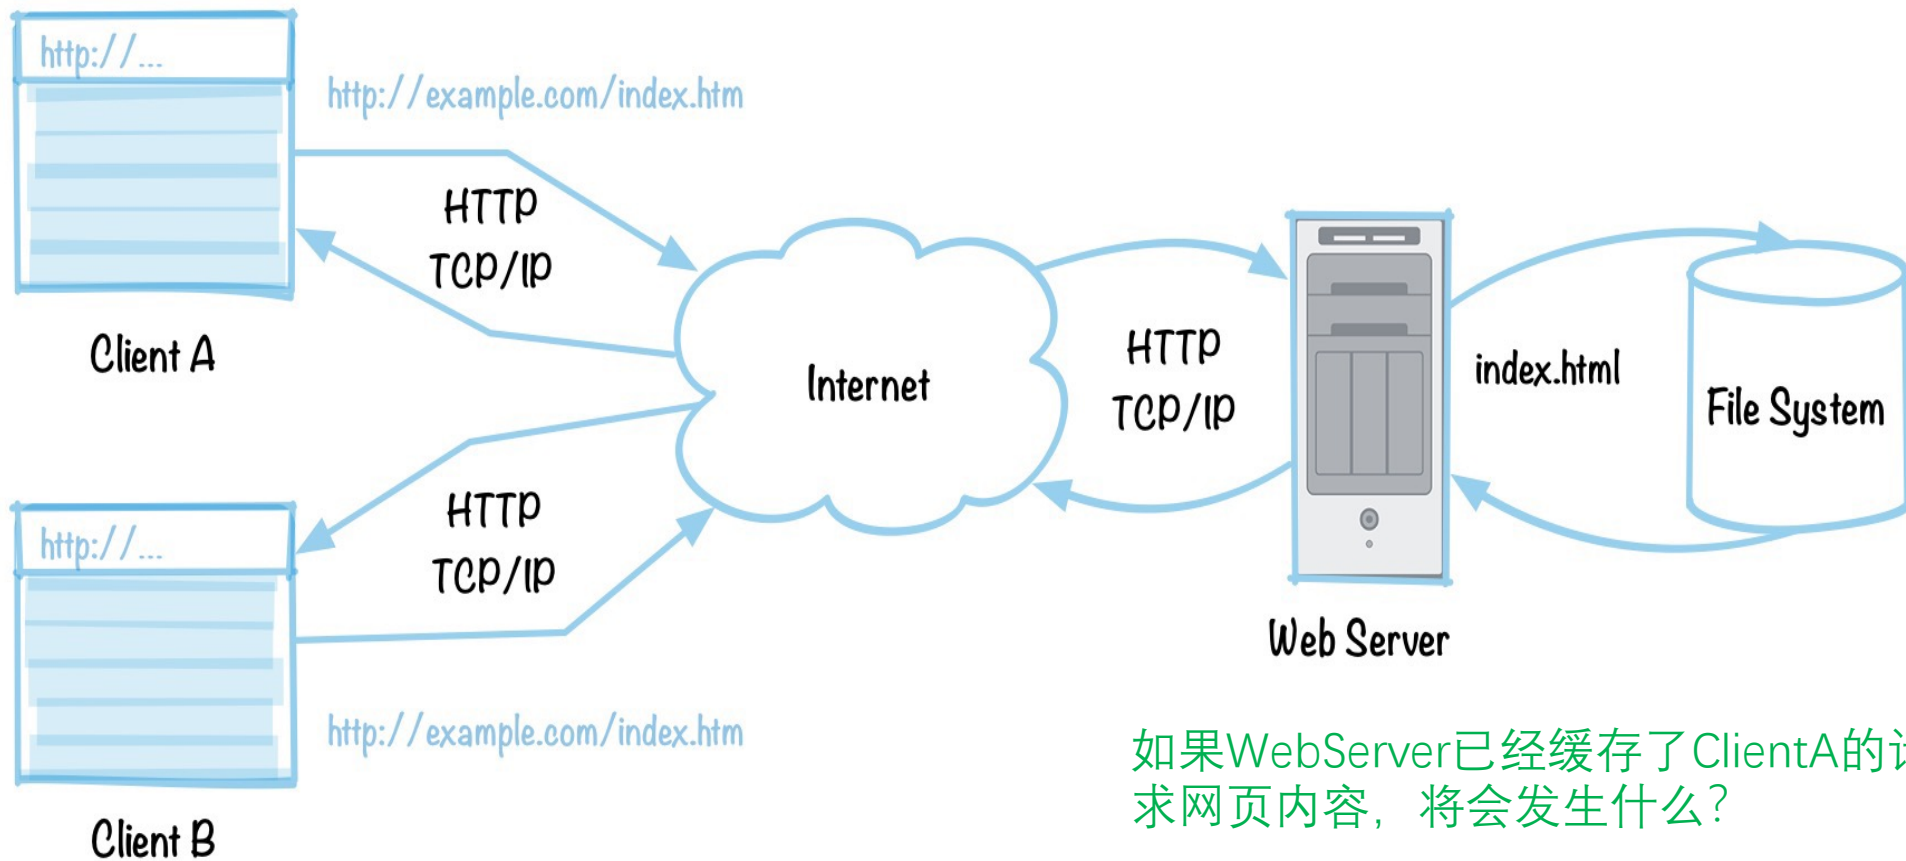 http://...
http://example.com/index.htm
HTTP
TCP/IP
Client A
Internet
HTTP
TCP/IP
index.html
File System
HTTP
TCP/IP
http://...
Web Server
http://example.com/index.htm
Client B
如果WebServer已经缓存了ClientA的
求网页内容，将会发生什么？